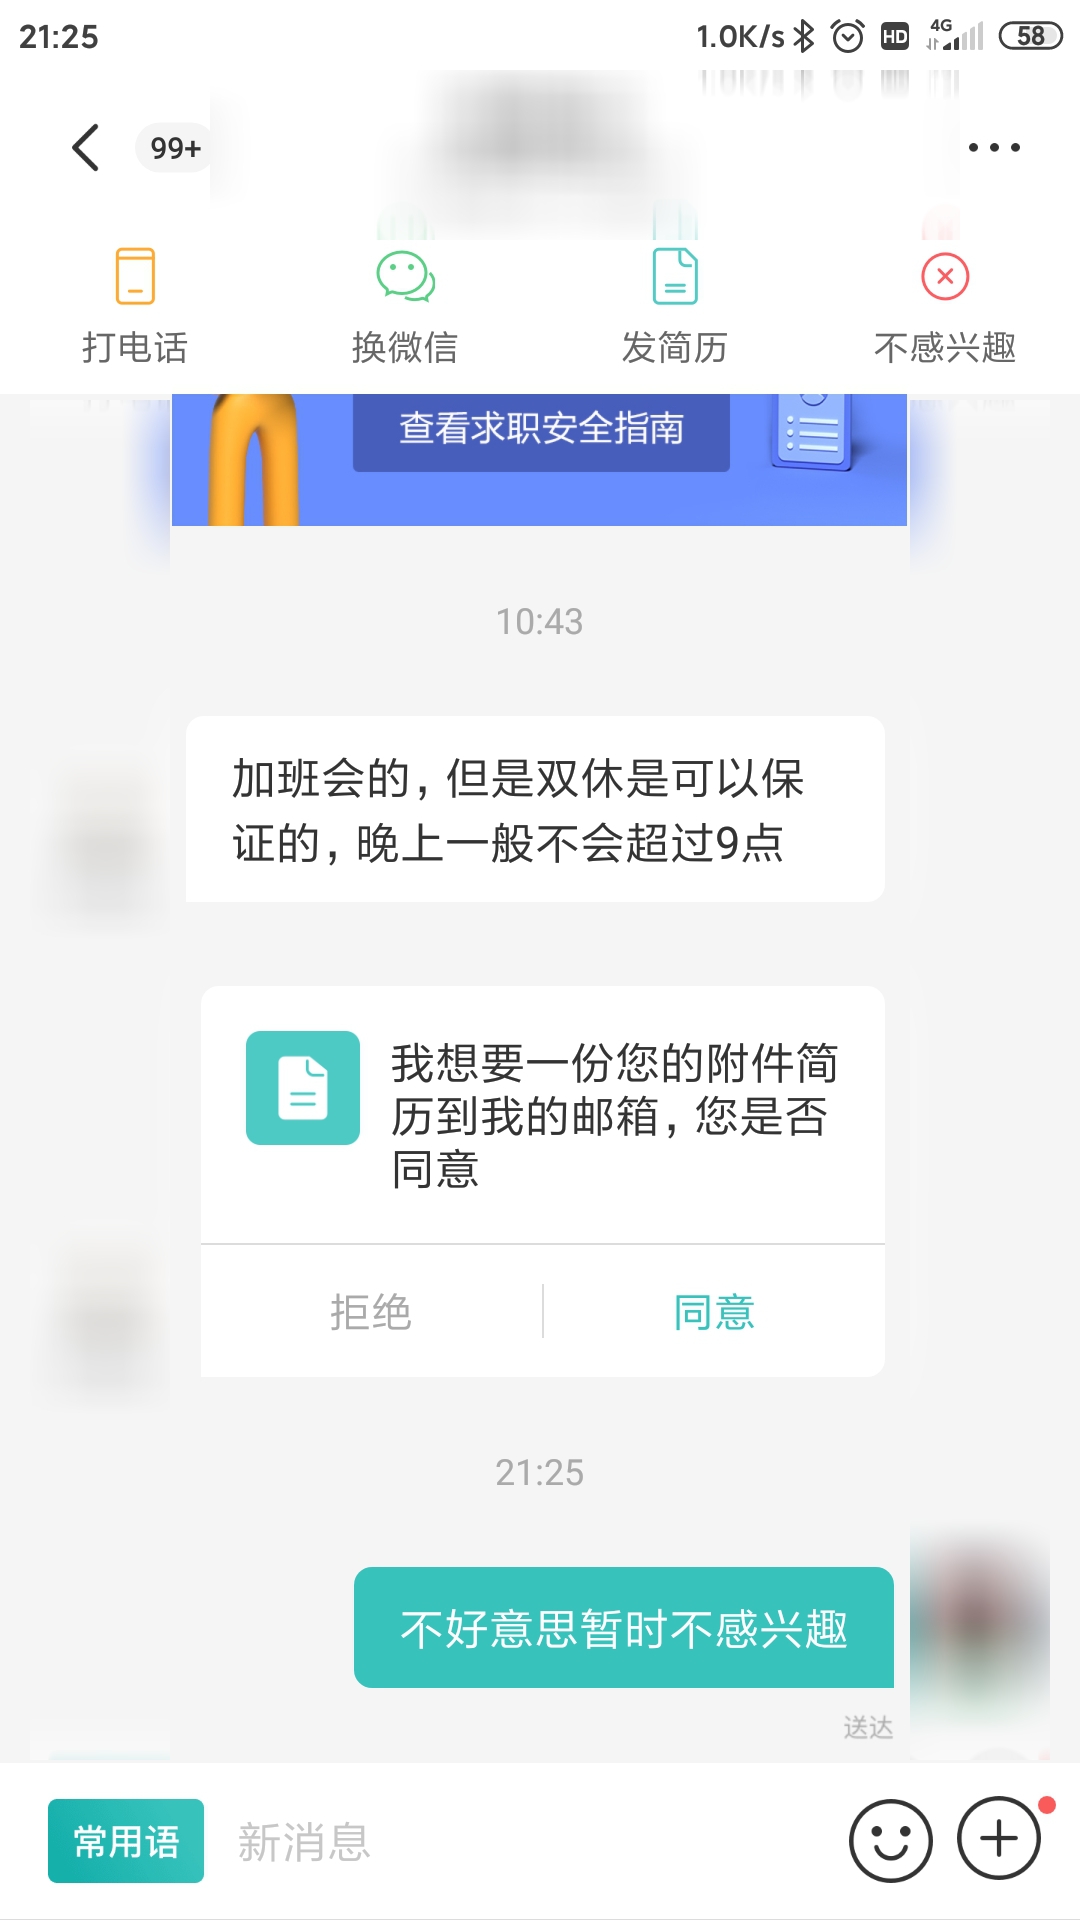 21:25 1.0K/s HD 4G 58
99+
打电话 换微信 发简历 不感兴趣
查看求职安全指南
10:43
加班会的，但是双休是可以保
证的，晚上一般不会超过9点
我想要一份您的附件简
历到我的邮箱，您是否
同意
拒绝 同意
21:25
不好意思暂时不感兴趣
送达
常用语 新消息